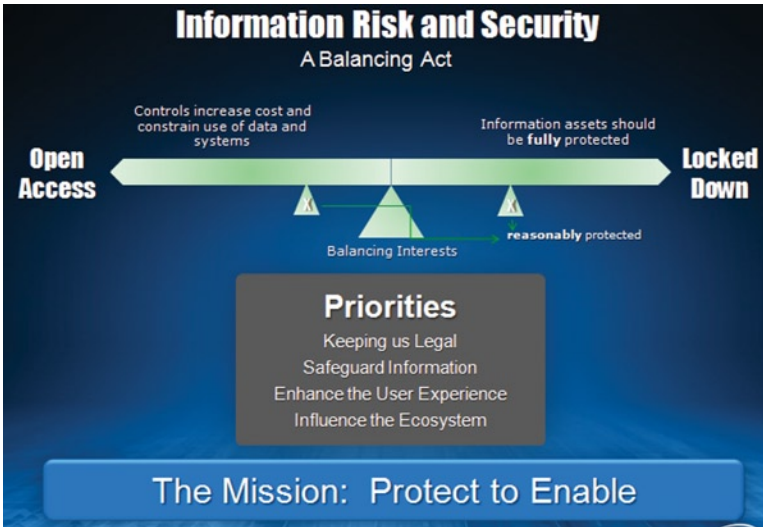 Information Risk and Security
A Balancing Act
Controls increase cost and
constrain use of data and
systems
Information assets should
be fully protected
Open
Access
Locked
Down
X
X
reasonably protected
Balancing Interests
Priorities
Keeping us Legal
Safeguard Information
Enhance the User Experience
Influence the Ecosystem
The Mission: Protect to Enable